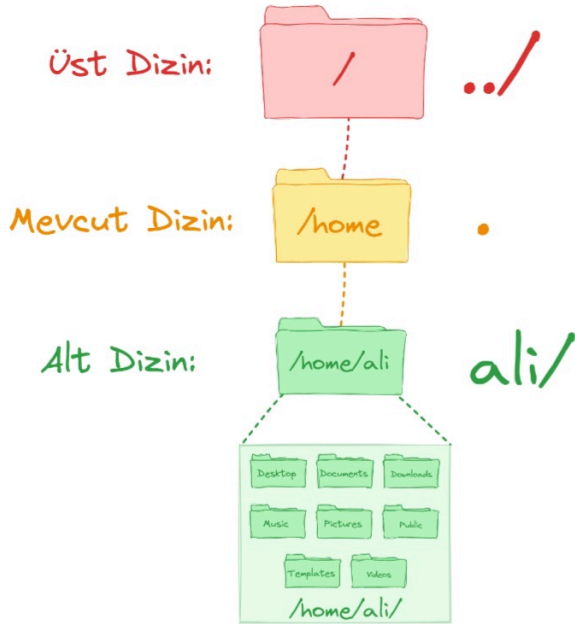 Üst Dizin: / ../
Mevcut Dizin: /home .
Alt Dizin: /home/ali ali/
Desktop Documents Downloads
Music Pictures Public
Templates Videos
/home/ali/